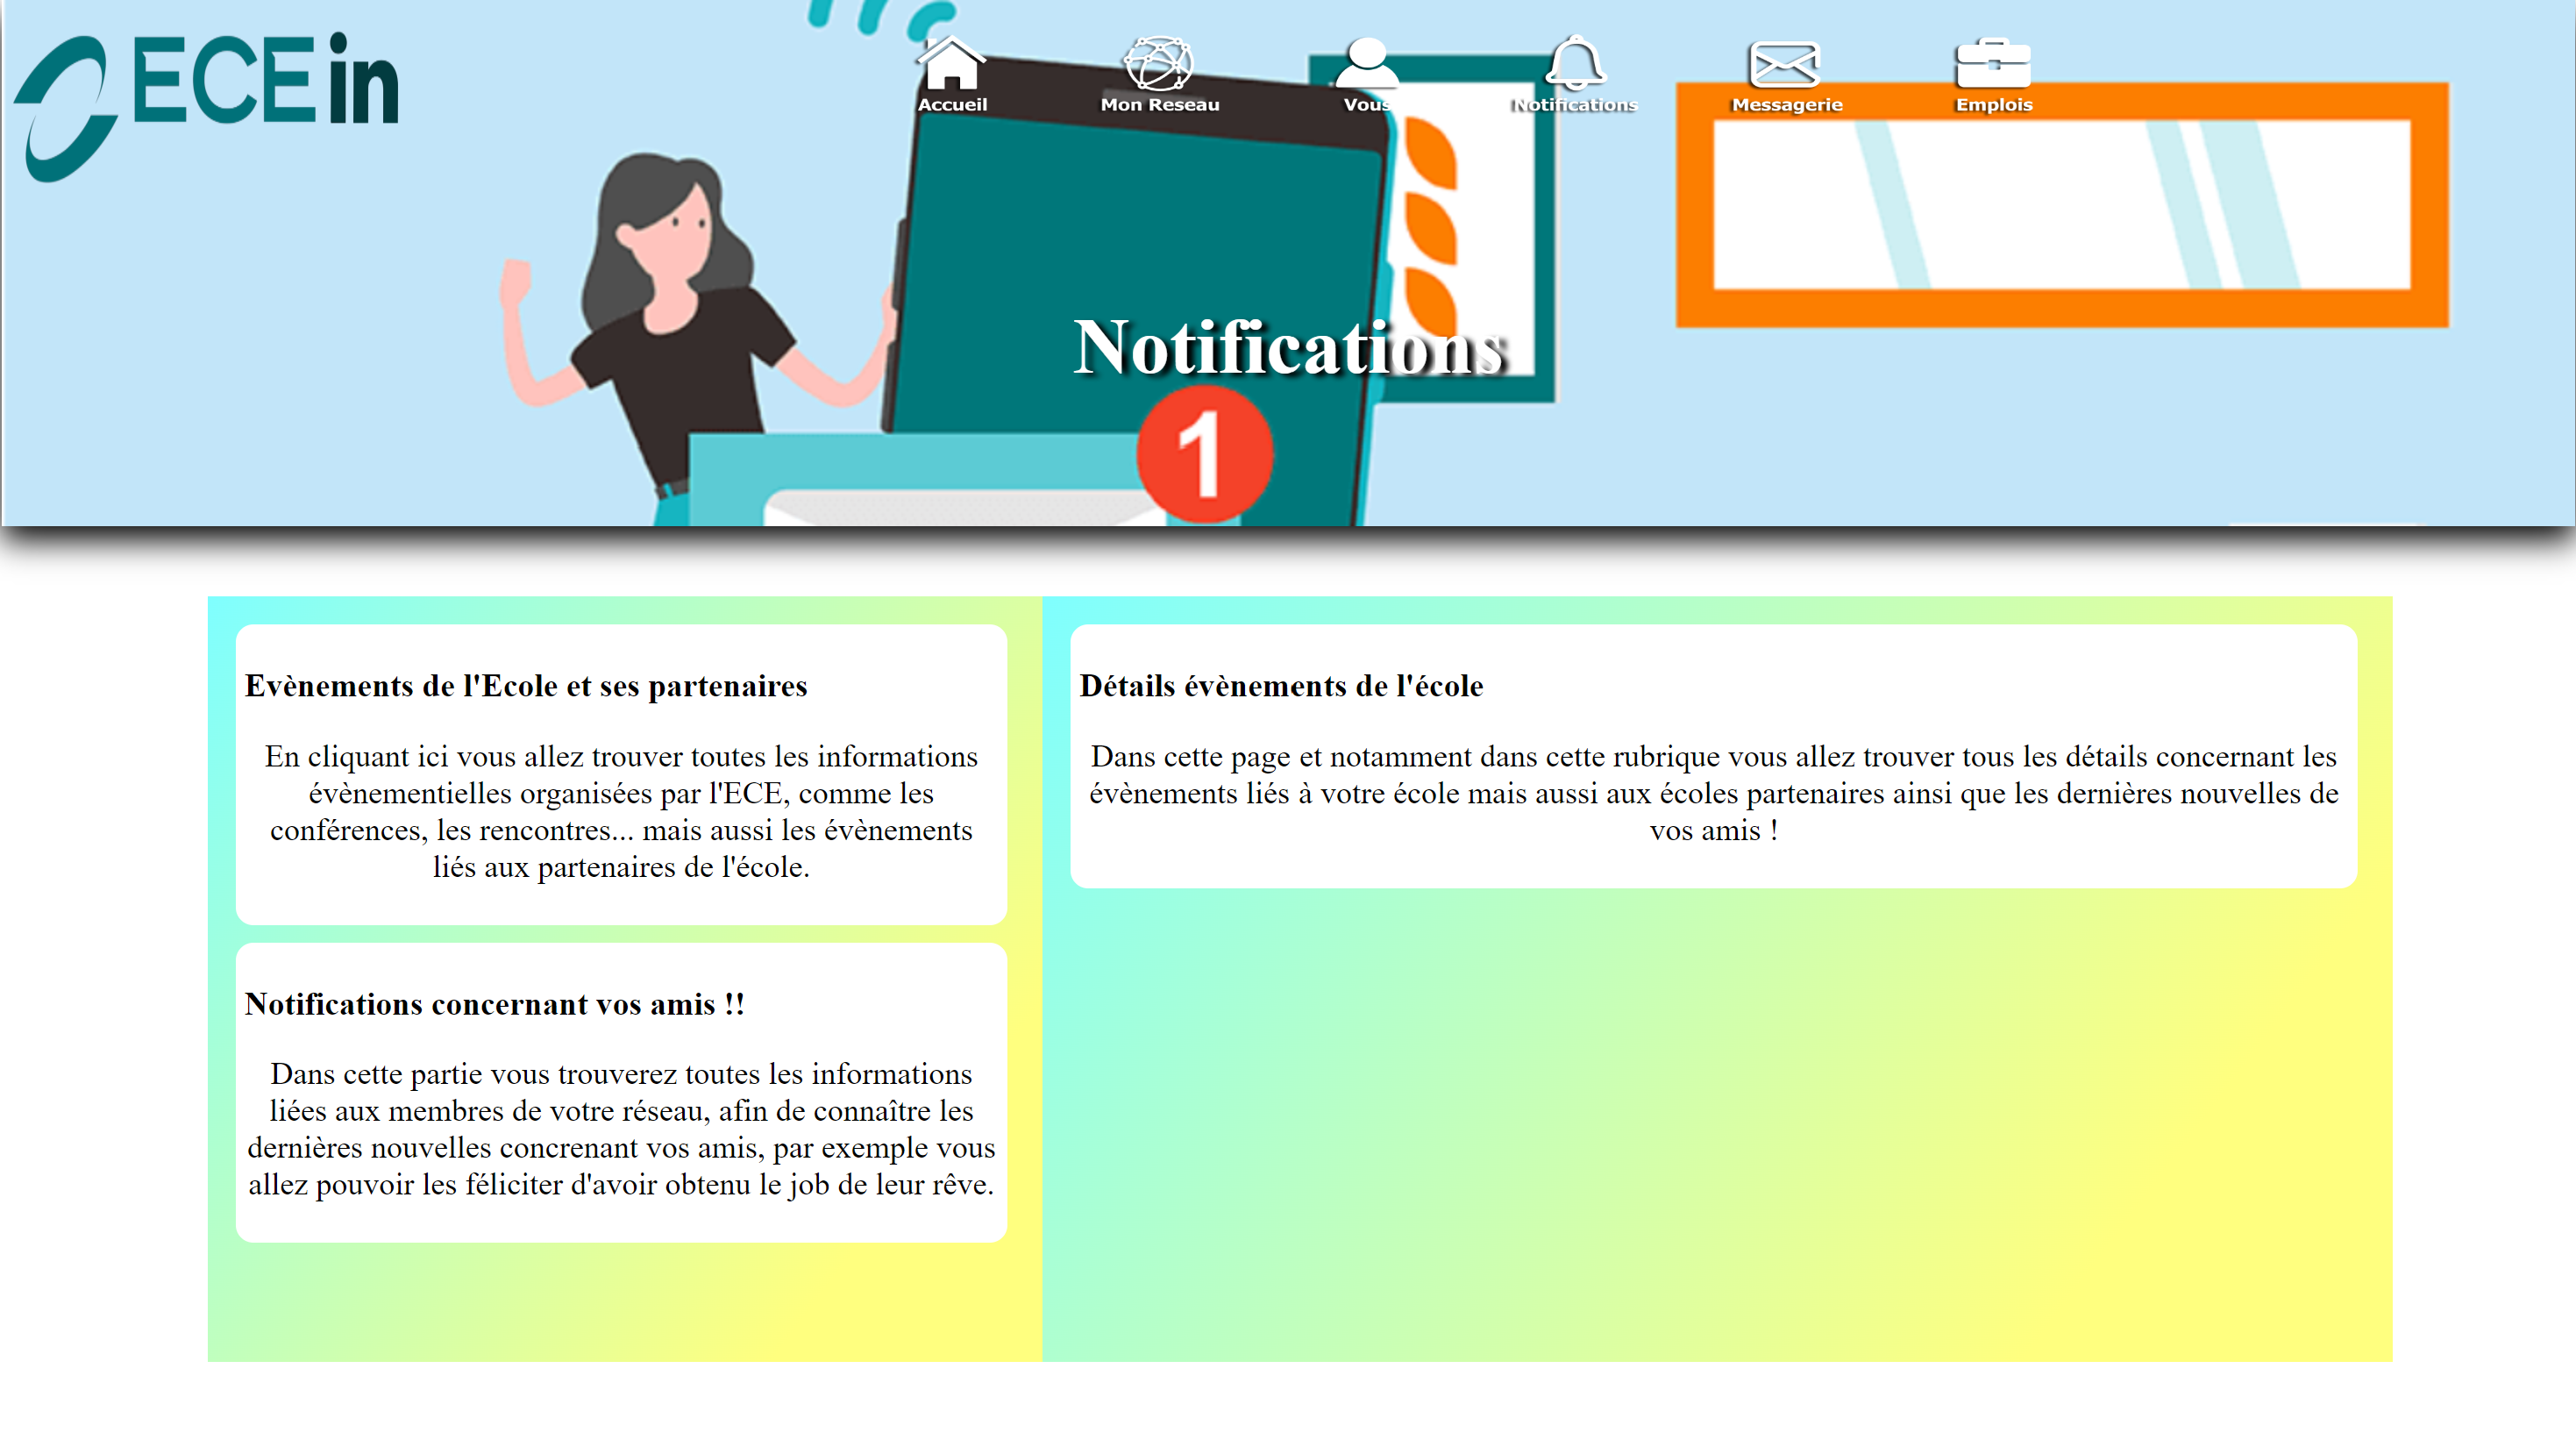 ECEin
Accueil
Mon Reseau
Vous
Notifications
Messagerie
Emplois
Notifications
1
Evènements de l'Ecole et ses partenaires
En cliquant ici vous allez trouver toutes les informations
évènementielles organisées par l'ECE, comme les
conférences, les rencontres... mais aussi les évènements
liés aux partenaires de l'école.
Notifications concernant vos amis !!
Dans cette partie vous trouverez toutes les informations
liées aux membres de votre réseau, afin de connaître les
dernières nouvelles concrenant vos amis, par exemple vous
allez pouvoir les féliciter d'avoir obtenu le job de leur rêve.
Détails évènements de l'école
Dans cette page et notamment dans cette rubrique vous allez trouver tous les détails concernant les
évènements liés à votre école mais aussi aux écoles partenaires ainsi que les dernières nouvelles de
vos amis !